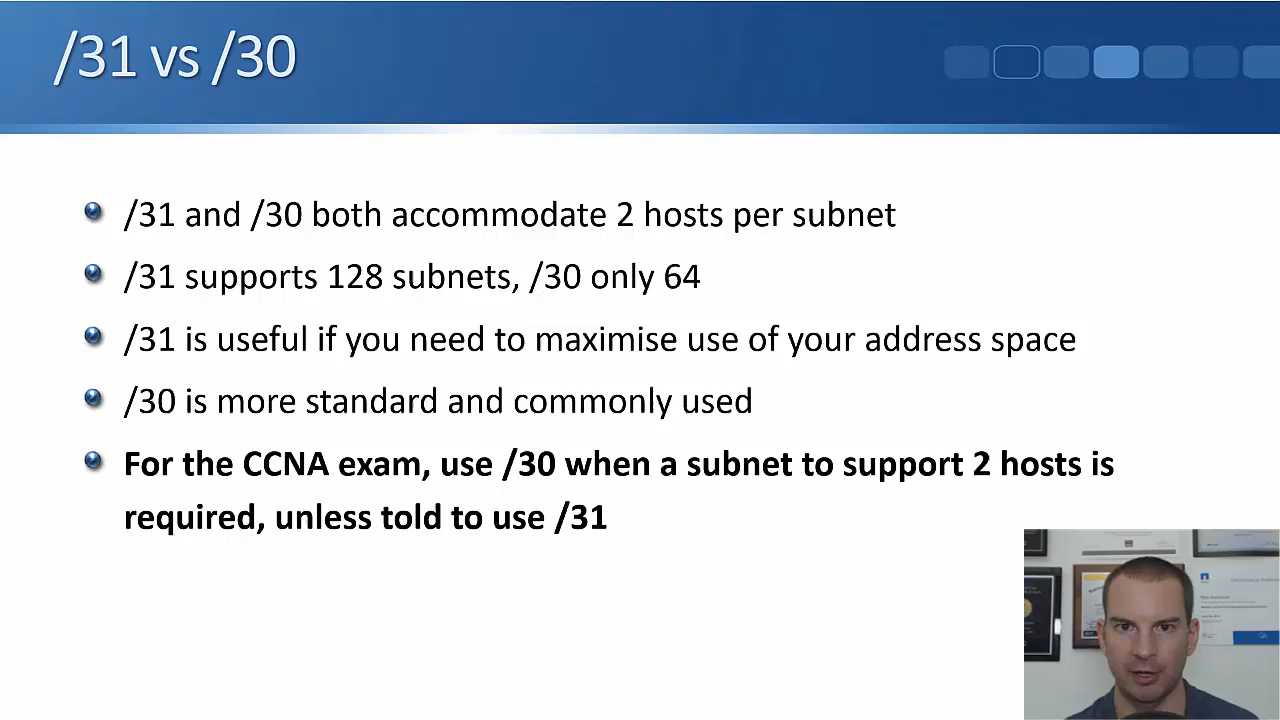 /31 vs /30
/31 and /30 both accommodate 2 hosts per subnet
/31 supports 128 subnets, /30 only 64
/31 is useful if you need to maximise use of your address space
/30 is more standard and commonly used
For the CCNA exam, use /30 when a subnet to support 2 hosts is
required, unless told to use /31